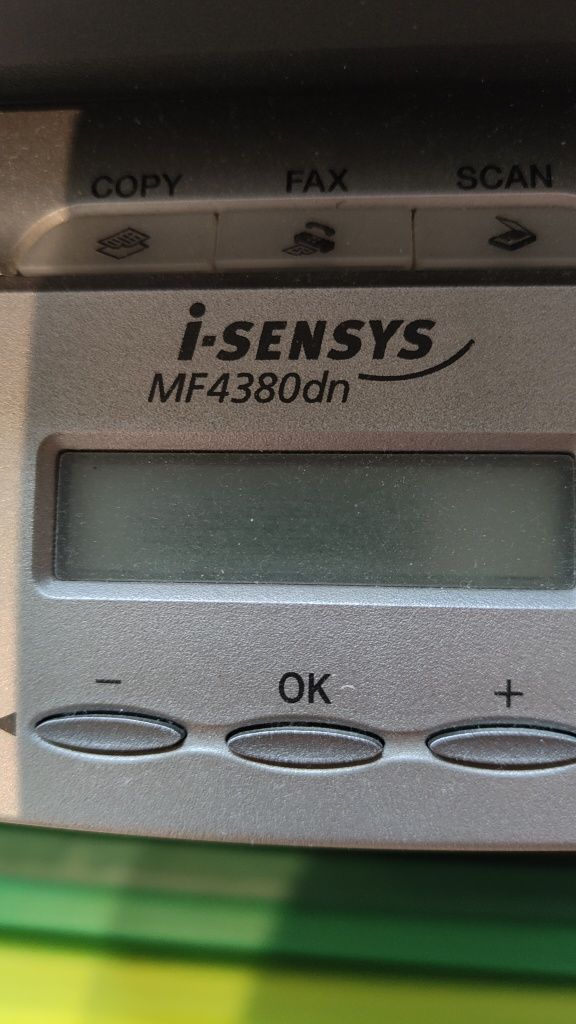 COPY FAX SCAN
i-SENSYS
MF4380dn
- OK +